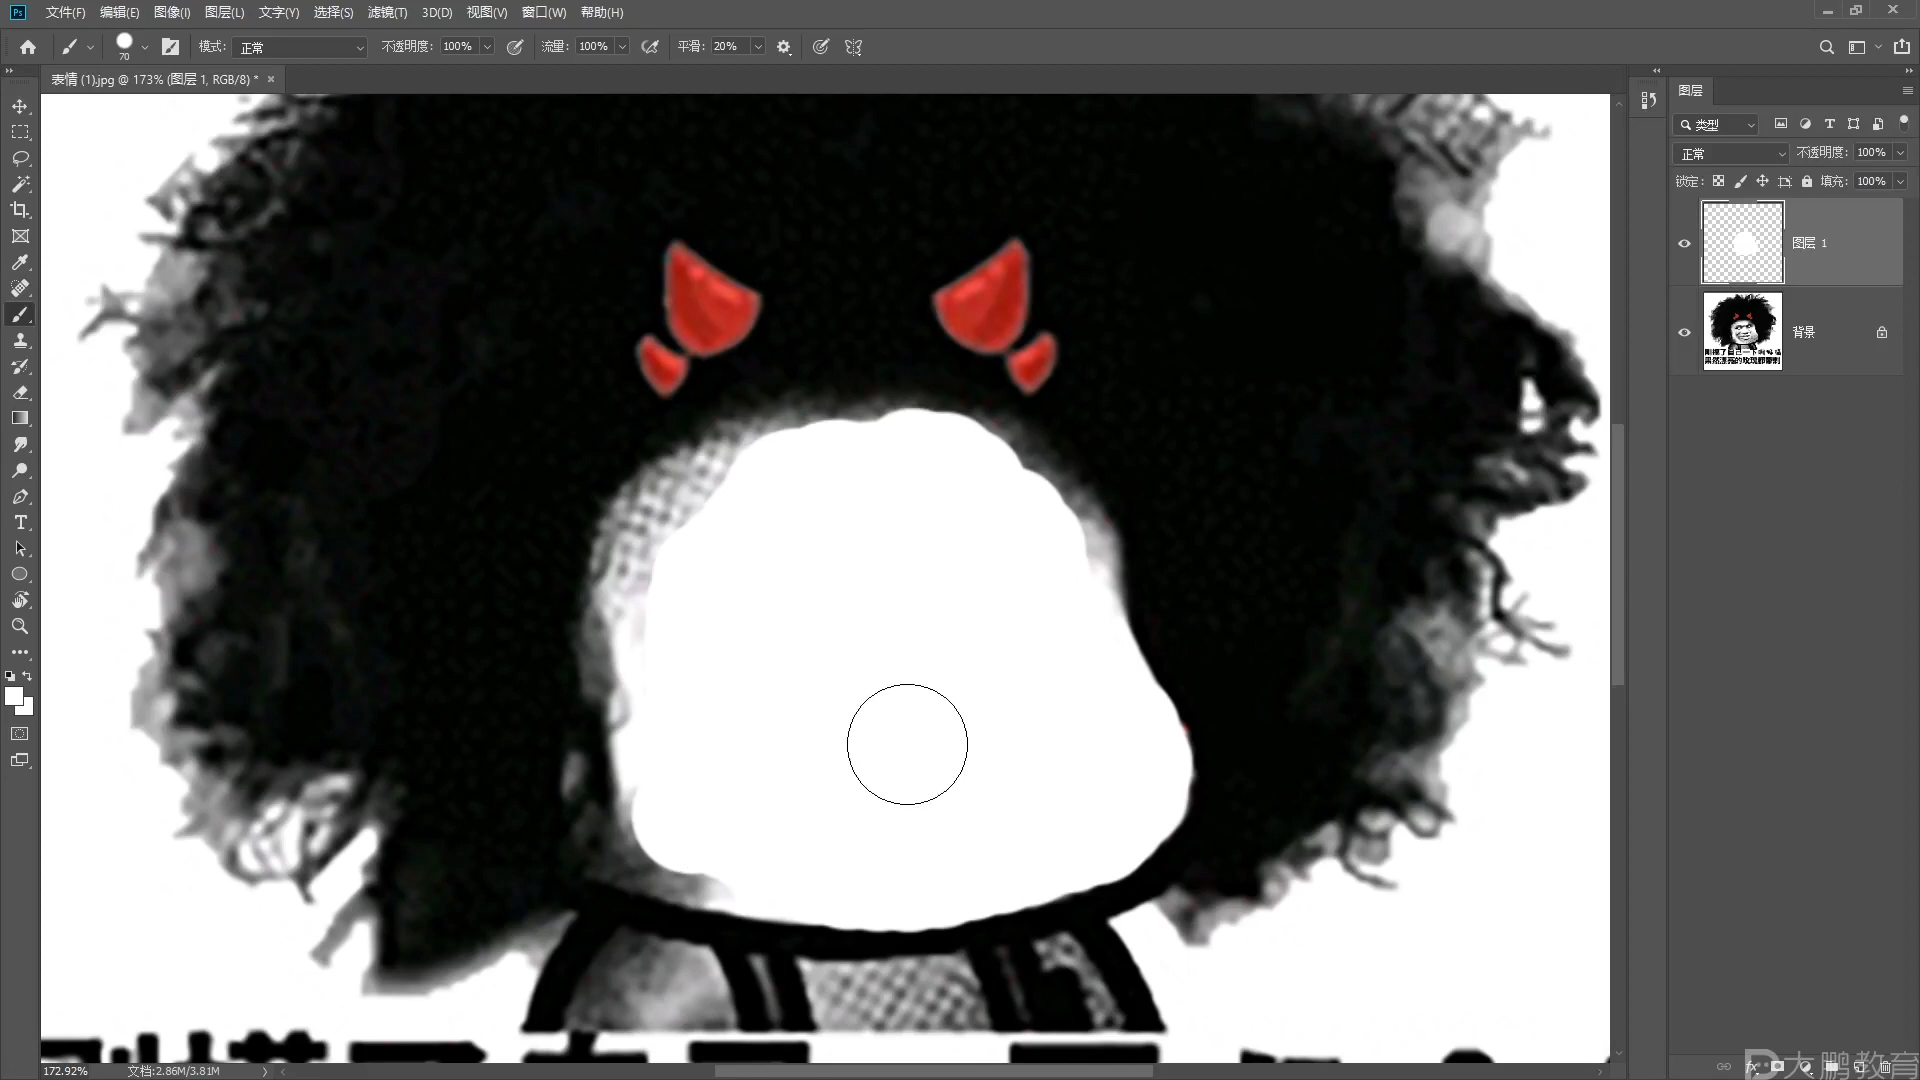 Ps 文件(F) 编辑(E) 图像(I) 图层(L) 文字(Y) 选择(S) 滤镜(T) 3D(D) 视图(V) 窗口(W) 帮助(H)
70 模式: 正常 不透明度: 100% 流量: 100% 平滑: 20%
表情 (1).jpg @ 173% (图层 1, RGB/8) *
图层
类型
正常 不透明度: 100%
锁定: 填充: 100%
图层 1
背景
172.92% 文档:2.86M/3.81M
大鹏教育